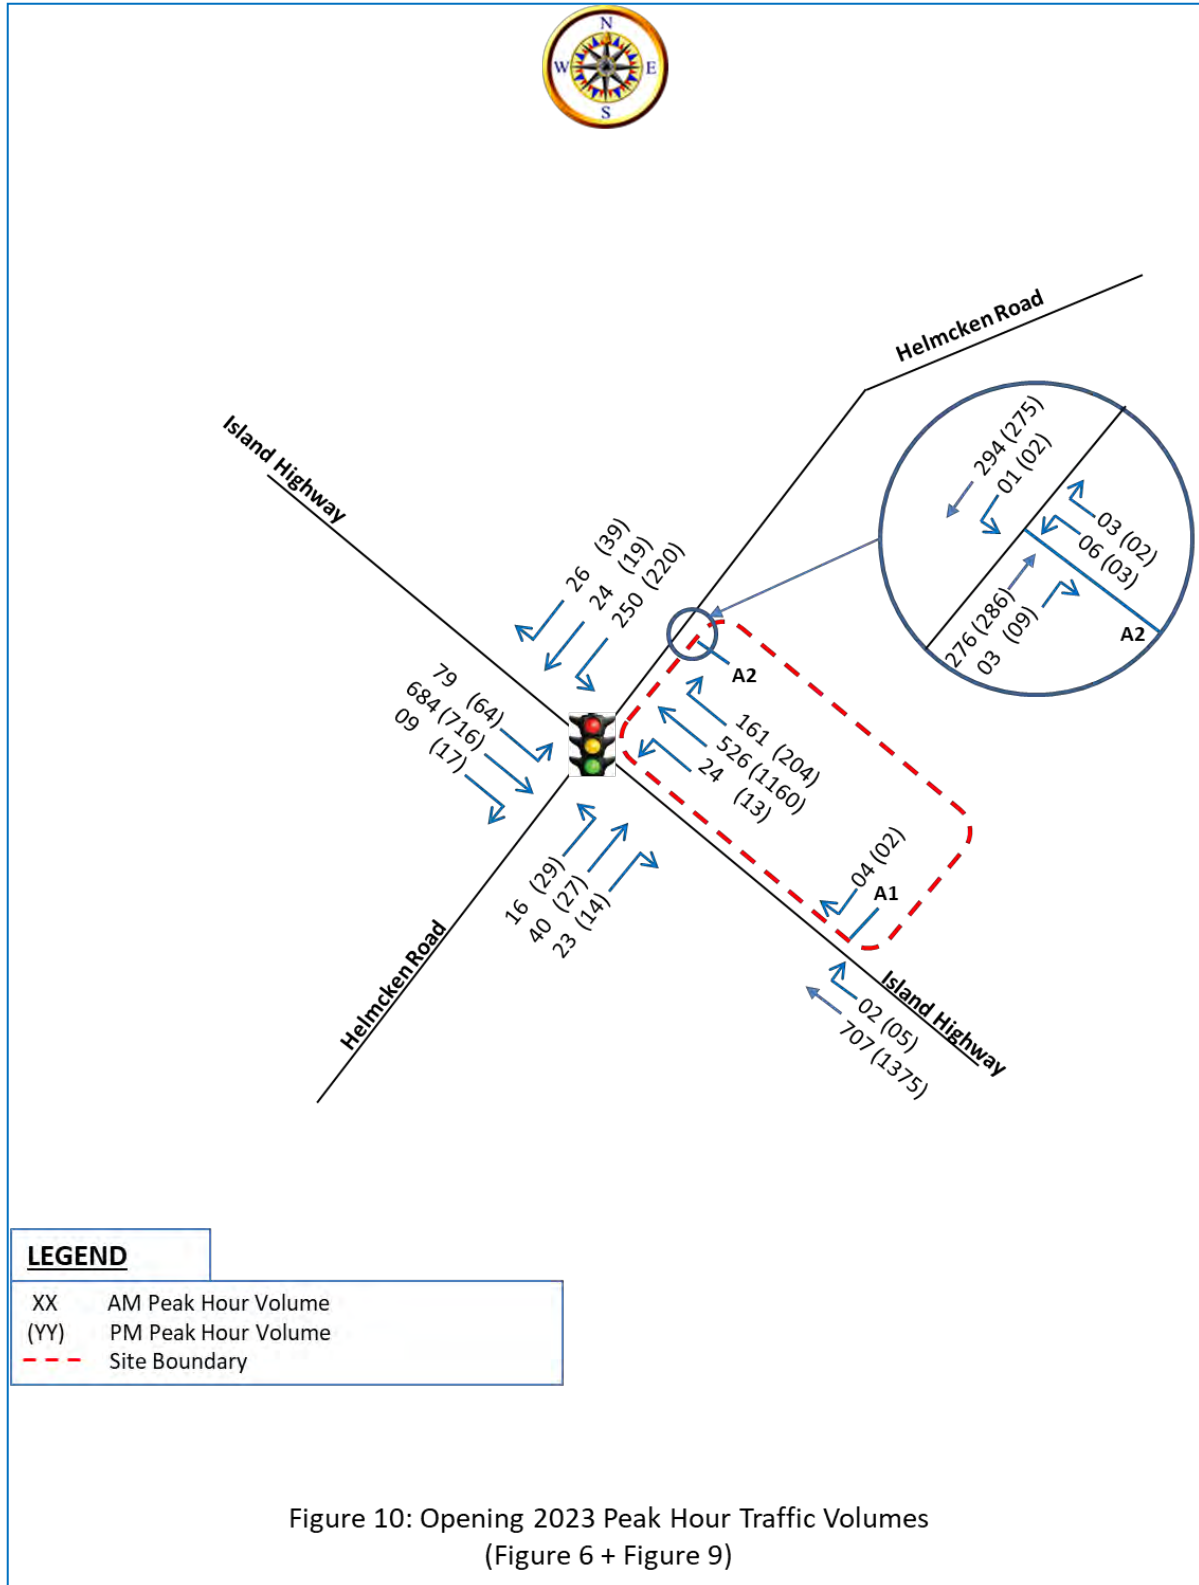 N
W E
S
Helmcken Road
Island Highway
294 (275)
01 (02)
03 (02)
06 (03)
276 (286)
03 (09)
A2
26 (39)
24 (19)
250 (220)
79 (64)
684 (716)
09 (17)
A2
161 (204)
526 (1160)
24 (13)
16 (29)
40 (27)
23 (14)
04 (02)
A1
Helmcken Road
Island Highway
02 (05)
707 (1375)
LEGEND
XX AM Peak Hour Volume
(YY) PM Peak Hour Volume
Site Boundary
Figure 10: Opening 2023 Peak Hour Traffic Volumes
(Figure 6 + Figure 9)